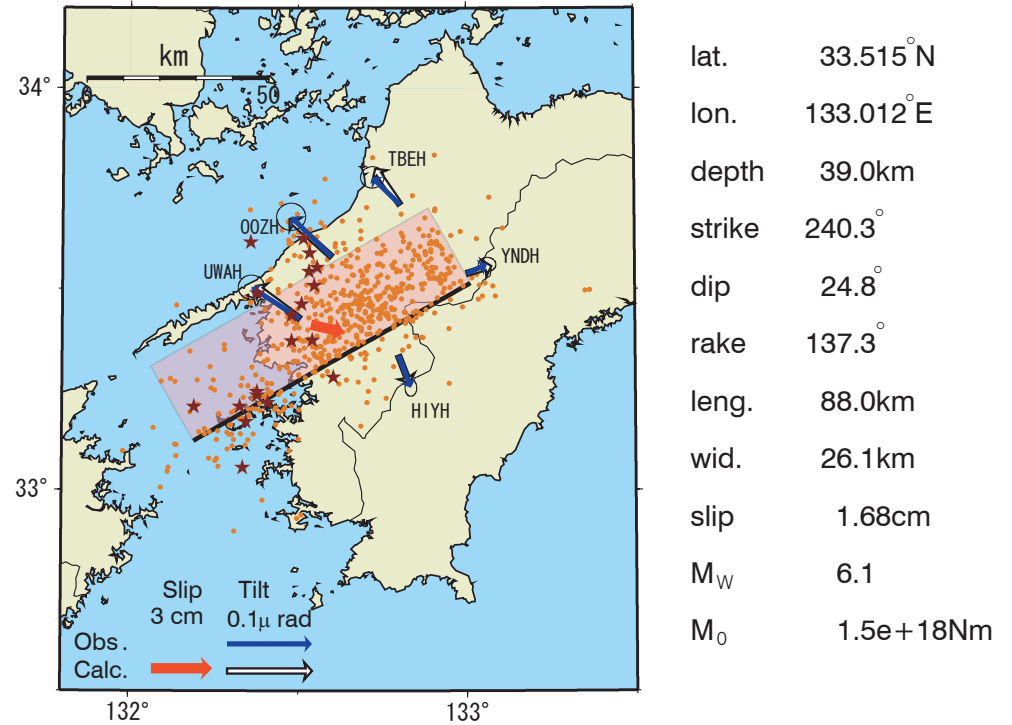 km
0 50
34°
33°
132° 133°
TBEH
OOZH
YNDH
UWAH
HIYH
Slip Tilt
3 cm 0.1μ rad
Obs.
Calc.
lat. 33.515°N
lon. 133.012°E
depth 39.0km
strike 240.3°
dip 24.8°
rake 137.3°
leng. 88.0km
wid. 26.1km
slip 1.68cm
MW 6.1
M0 1.5e+18Nm